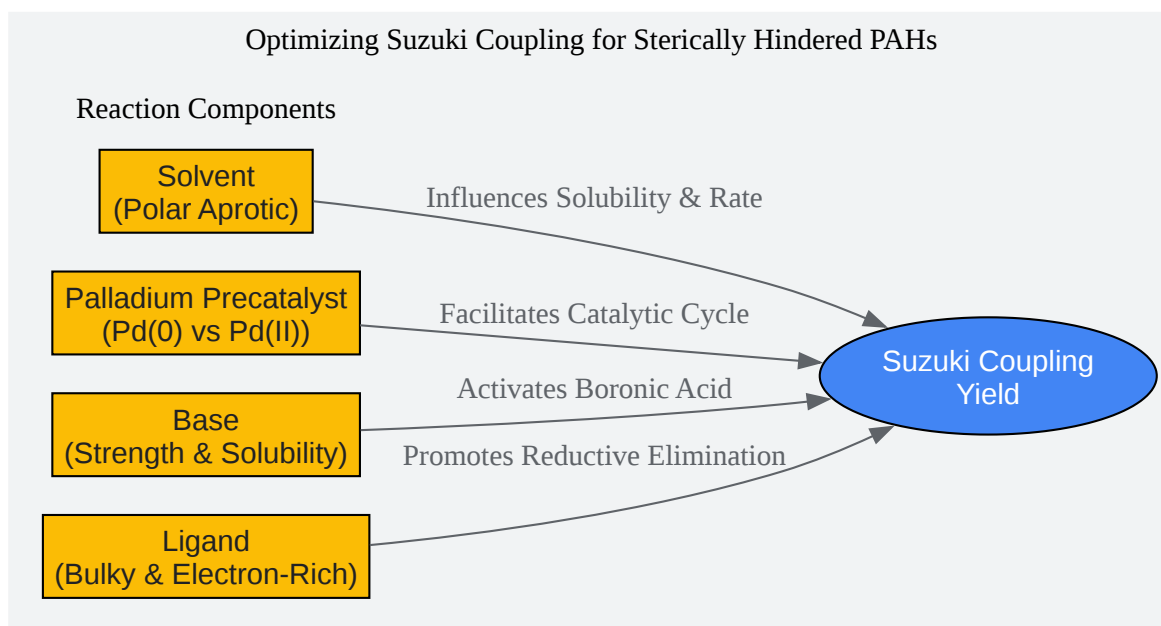 Optimizing Suzuki Coupling for Sterically Hindered PAHs
Reaction Components
Solvent
(Polar Aprotic)
Influences Solubility & Rate
Palladium Precatalyst
(Pd(0) vs Pd(II))
Facilitates Catalytic Cycle
Base
(Strength & Solubility)
Activates Boronic Acid
Ligand
(Bulky & Electron-Rich)
Promotes Reductive Elimination
Suzuki Coupling
Yield